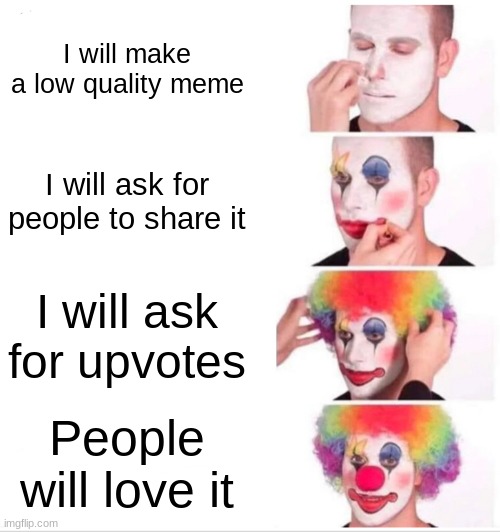 I will make
a low quality meme
I will ask for
people to share it
I will ask
for upvotes
People
will love it
imgflip.com